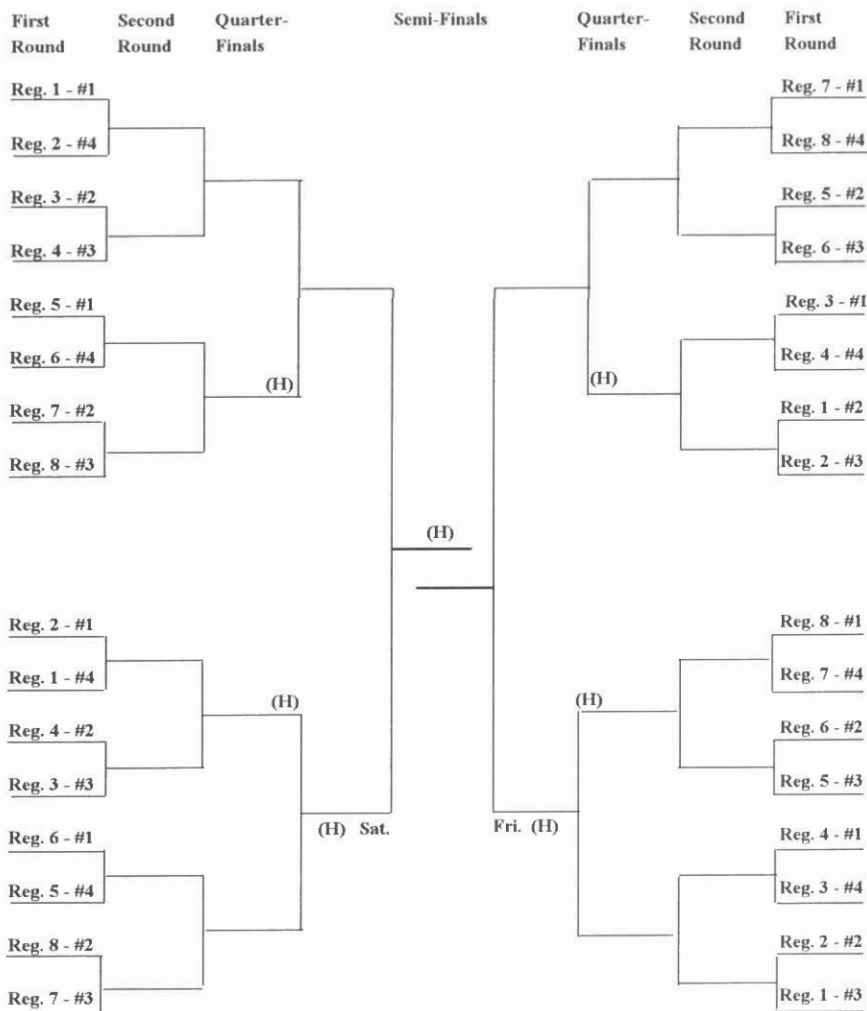 First Round Second Round Quarter-Finals Semi-Finals Quarter-Finals Second Round First Round
Reg. 1 - #1
Reg. 2 - #4
Reg. 3 - #2
Reg. 4 - #3
Reg. 5 - #1
Reg. 6 - #4
(H)
Reg. 7 - #2
Reg. 8 - #3
Reg. 7 - #1
Reg. 8 - #4
Reg. 5 - #2
Reg. 6 - #3
Reg. 3 - #1
Reg. 4 - #4
(H)
Reg. 1 - #2
Reg. 2 - #3
(H)
Reg. 2 - #1
Reg. 1 - #4
(H)
Reg. 4 - #2
Reg. 3 - #3
(H) Sat.
Reg. 6 - #1
Reg. 5 - #4
Reg. 8 - #2
Reg. 7 - #3
Reg. 8 - #1
Reg. 7 - #4
(H)
Reg. 6 - #2
Reg. 5 - #3
Fri. (H)
Reg. 4 - #1
Reg. 3 - #4
Reg. 2 - #2
Reg. 1 - #3